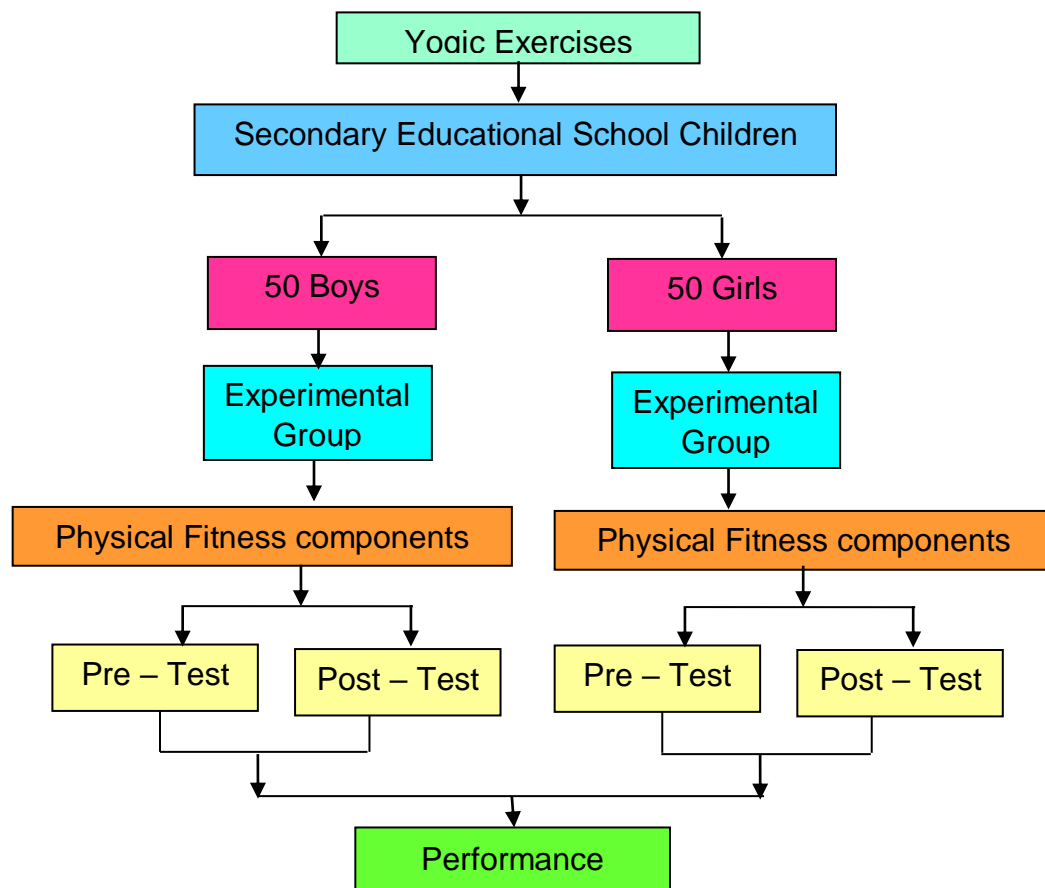 Yogic Exercises
Secondary Educational School Children
50 Boys
50 Girls
Experimental
Group
Experimental
Group
Physical Fitness components
Physical Fitness components
Pre – Test
Post – Test
Pre – Test
Post – Test
Performance